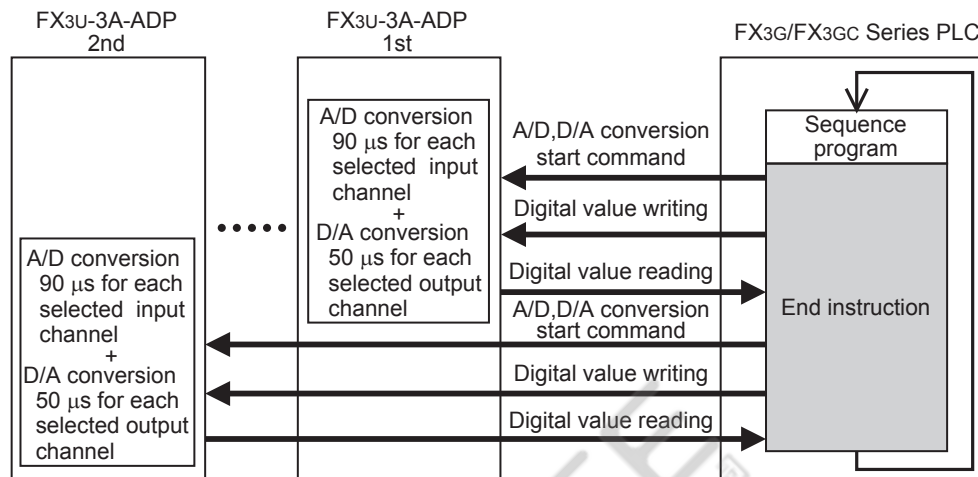 FX3U-3A-ADP
2nd
FX3U-3A-ADP
1st
FX3G/FX3GC Series PLC
A/D conversion
90 μs for each
selected input
channel
+
D/A conversion
50 μs for each
selected output
channel
A/D conversion
90 μs for each
selected input
channel
+
D/A conversion
50 μs for each
selected output
channel
A/D,D/A conversion
start command
Digital value writing
Digital value reading
A/D,D/A conversion
start command
Digital value writing
Digital value reading
Sequence
program
End instruction